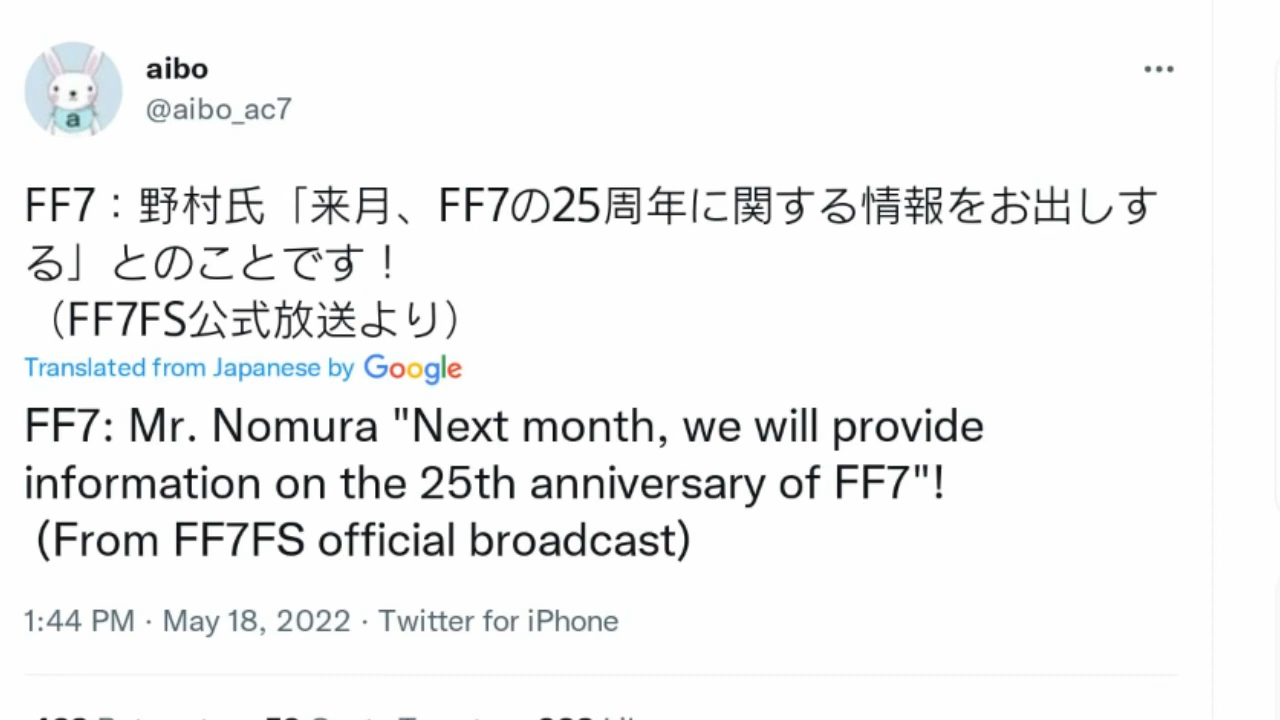 aibo
@aibo_ac7
FF7：野村氏「来月、FF7の25周年に関する情報をお出しす
る」とのことです！
（FF7FS公式放送より）
Translated from Japanese by Google
FF7: Mr. Nomura "Next month, we will provide
information on the 25th anniversary of FF7"!
(From FF7FS official broadcast)
1:44 PM · May 18, 2022 · Twitter for iPhone